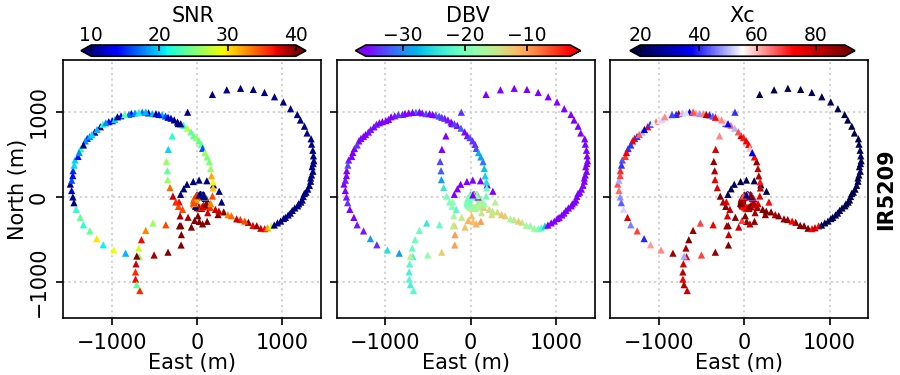 SNR DBV Xc
10 20 30 40 −30 −20 −10 20 40 60 80
North (m)
1000
0
−1000
−1000 0 1000 −1000 0 1000 −1000 0 1000
East (m) East (m) East (m)
IR5209